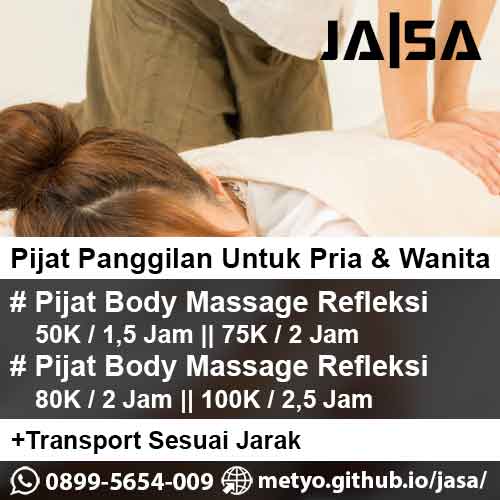 JA|SA
Pijat Panggilan Untuk Pria & Wanita
# Pijat Body Massage Refleksi
50K / 1,5 Jam || 75K / 2 Jam
# Pijat Body Massage Refleksi
80K / 2 Jam || 100K / 2,5 Jam
+Transport Sesuai Jarak
0899-5654-009 metyo.github.io/jasa/